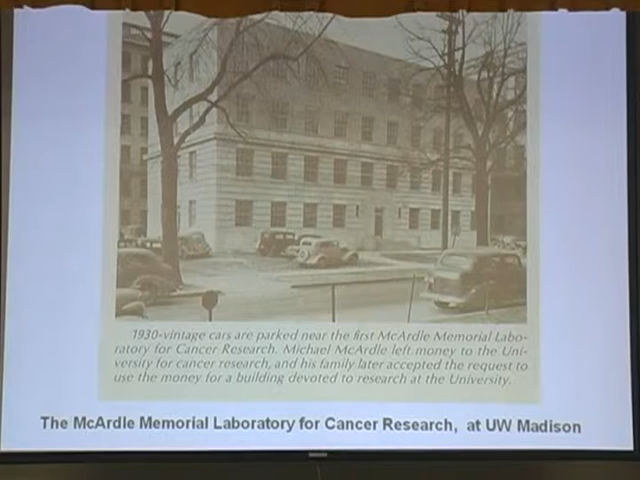 1930-vintage cars are parked near the first McArdle Memorial Labo-
ratory for Cancer Research. Michael McArdle left money to the Uni-
versity for cancer research, and his family later accepted the request to
use the money for a building devoted to research at the University.
The McArdle Memorial Laboratory for Cancer Research, at UW Madison